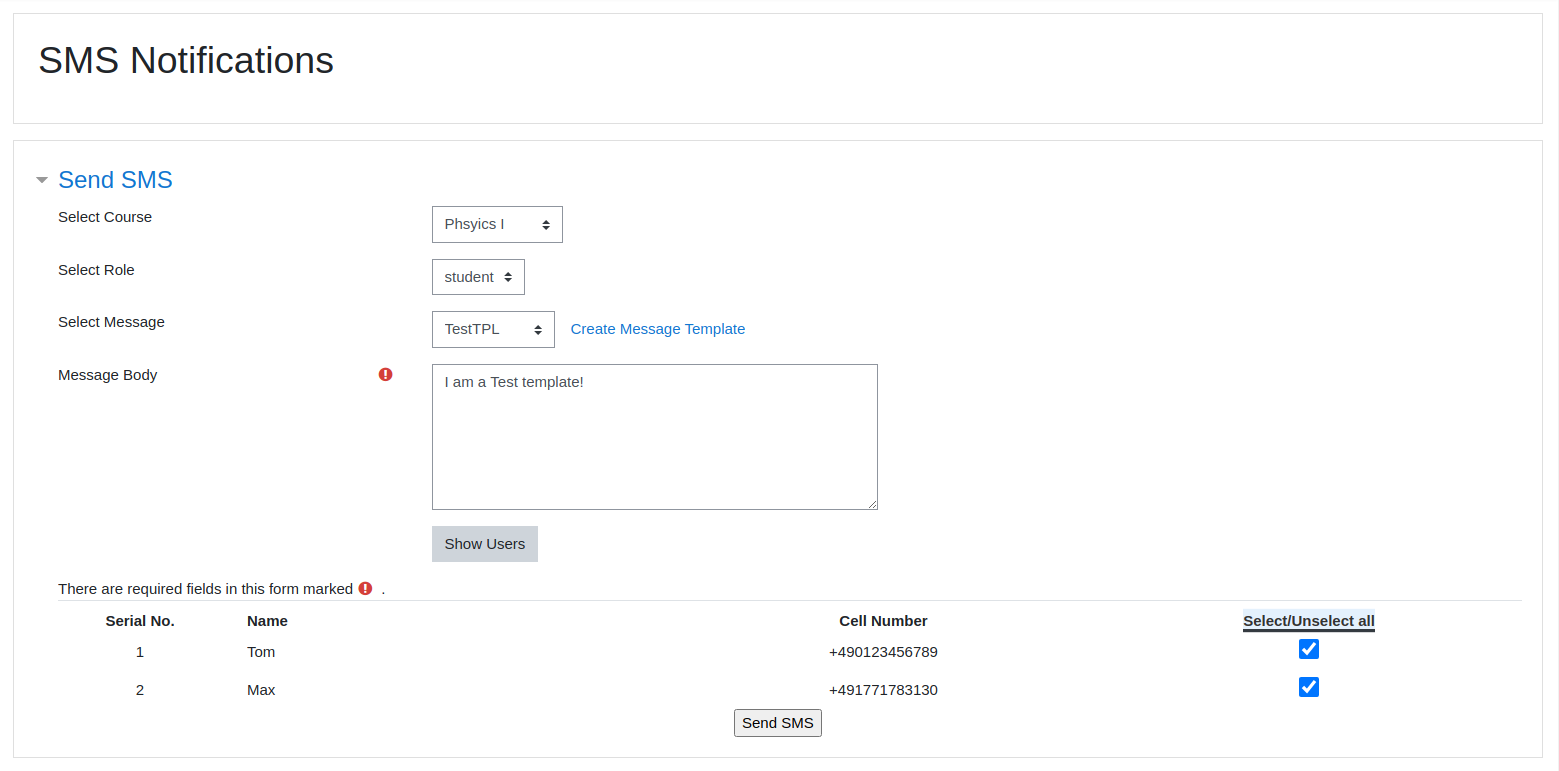 SMS Notifications
Send SMS
Select Course Phsyics I
Select Role student
Select Message TestTPL Create Message Template
Message Body I am a Test template!
Show Users
There are required fields in this form marked .
Serial No. Name Cell Number Select/Unselect all
1 Tom +490123456789
2 Max +491771783130
Send SMS